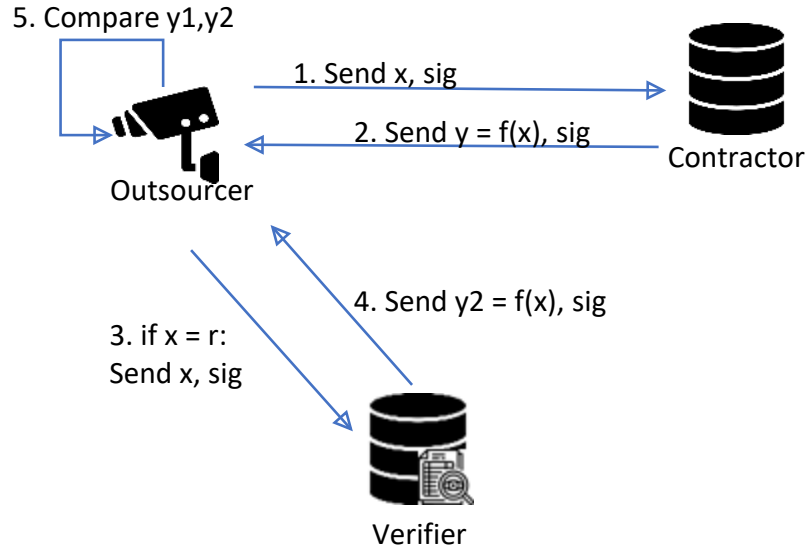 5. Compare y1,y2
1. Send x, sig
2. Send y = f(x), sig
Contractor
Outsourcer
4. Send y2 = f(x), sig
3. if x = r:
Send x, sig
Verifier